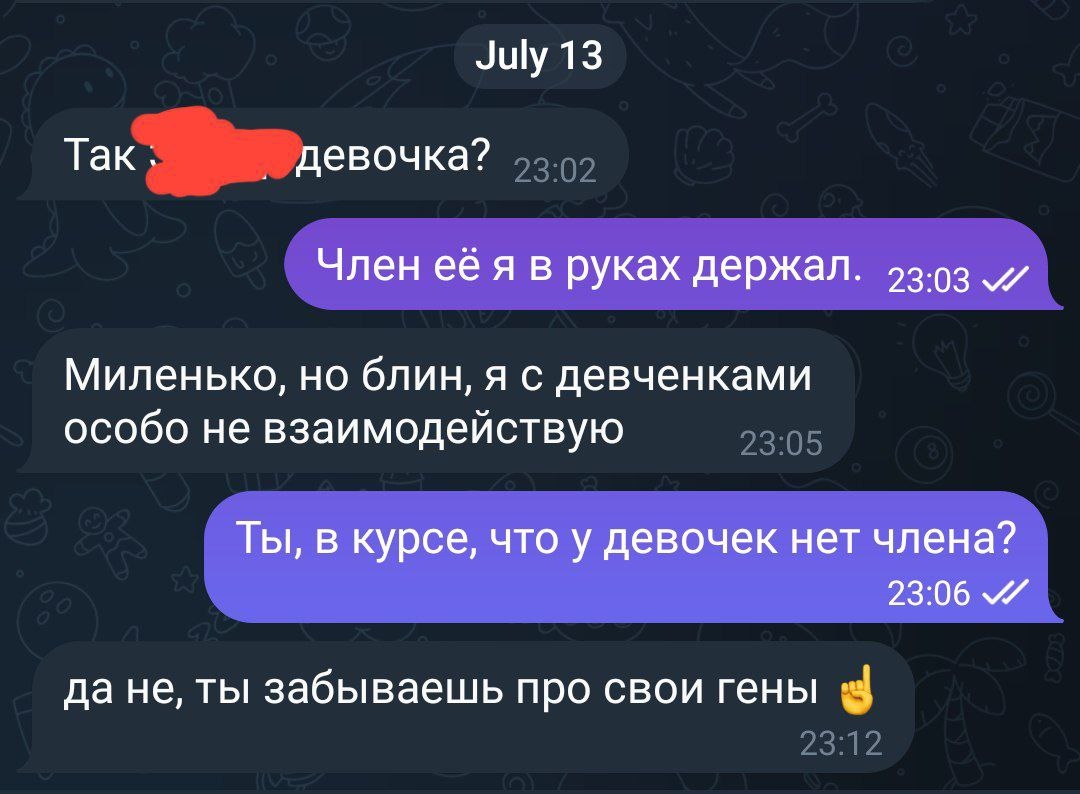 July 13
Так девочка? 23:02
Член её я в руках держал. 23:03
Миленько, но блин, я с девченками
особо не взаимодействую 23:05
Ты, в курсе, что у девочек нет члена?
23:06
да не, ты забываешь про свои гены ☝
23:12